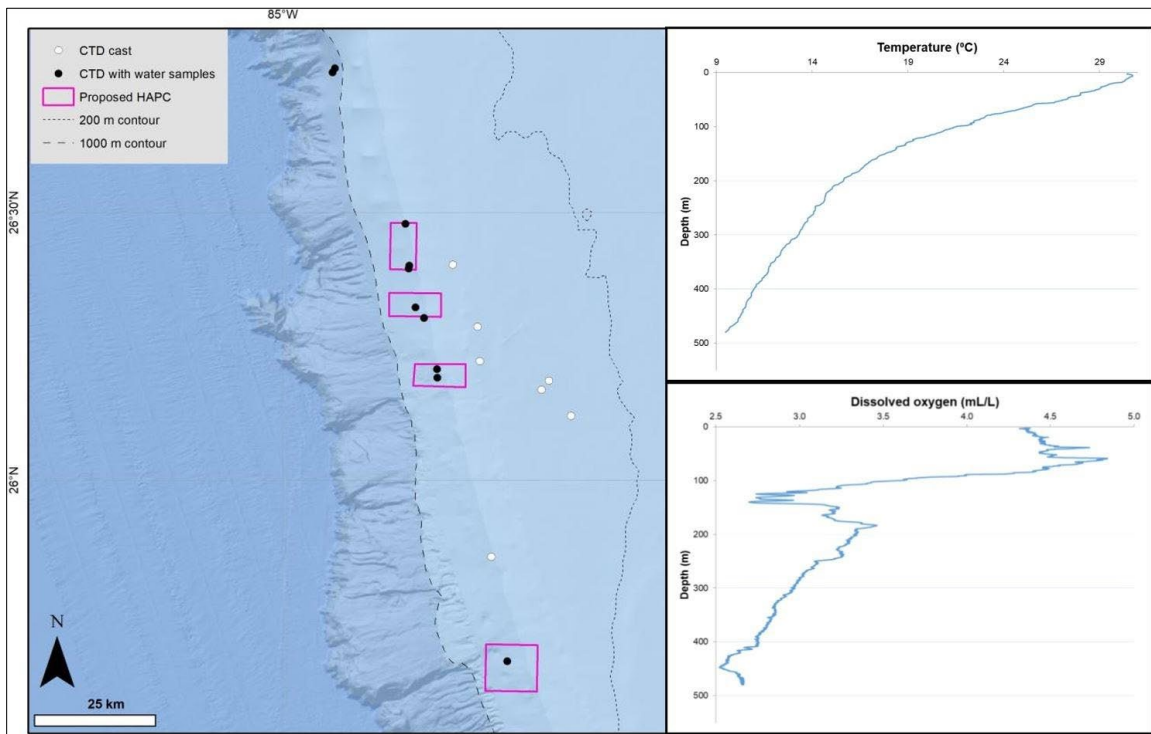 85°W
CTD cast
CTD with water samples
Proposed HAPC
200 m contour
1000 m contour
26°30'N
26°N
N
25 km
Temperature (ºC)
9 14 19 24 29
0
100
200
300
400
500
Depth (m)
Dissolved oxygen (mL/L)
2.5 3.0 3.5 4.0 4.5 5.0
0
100
200
300
400
500
Depth (m)